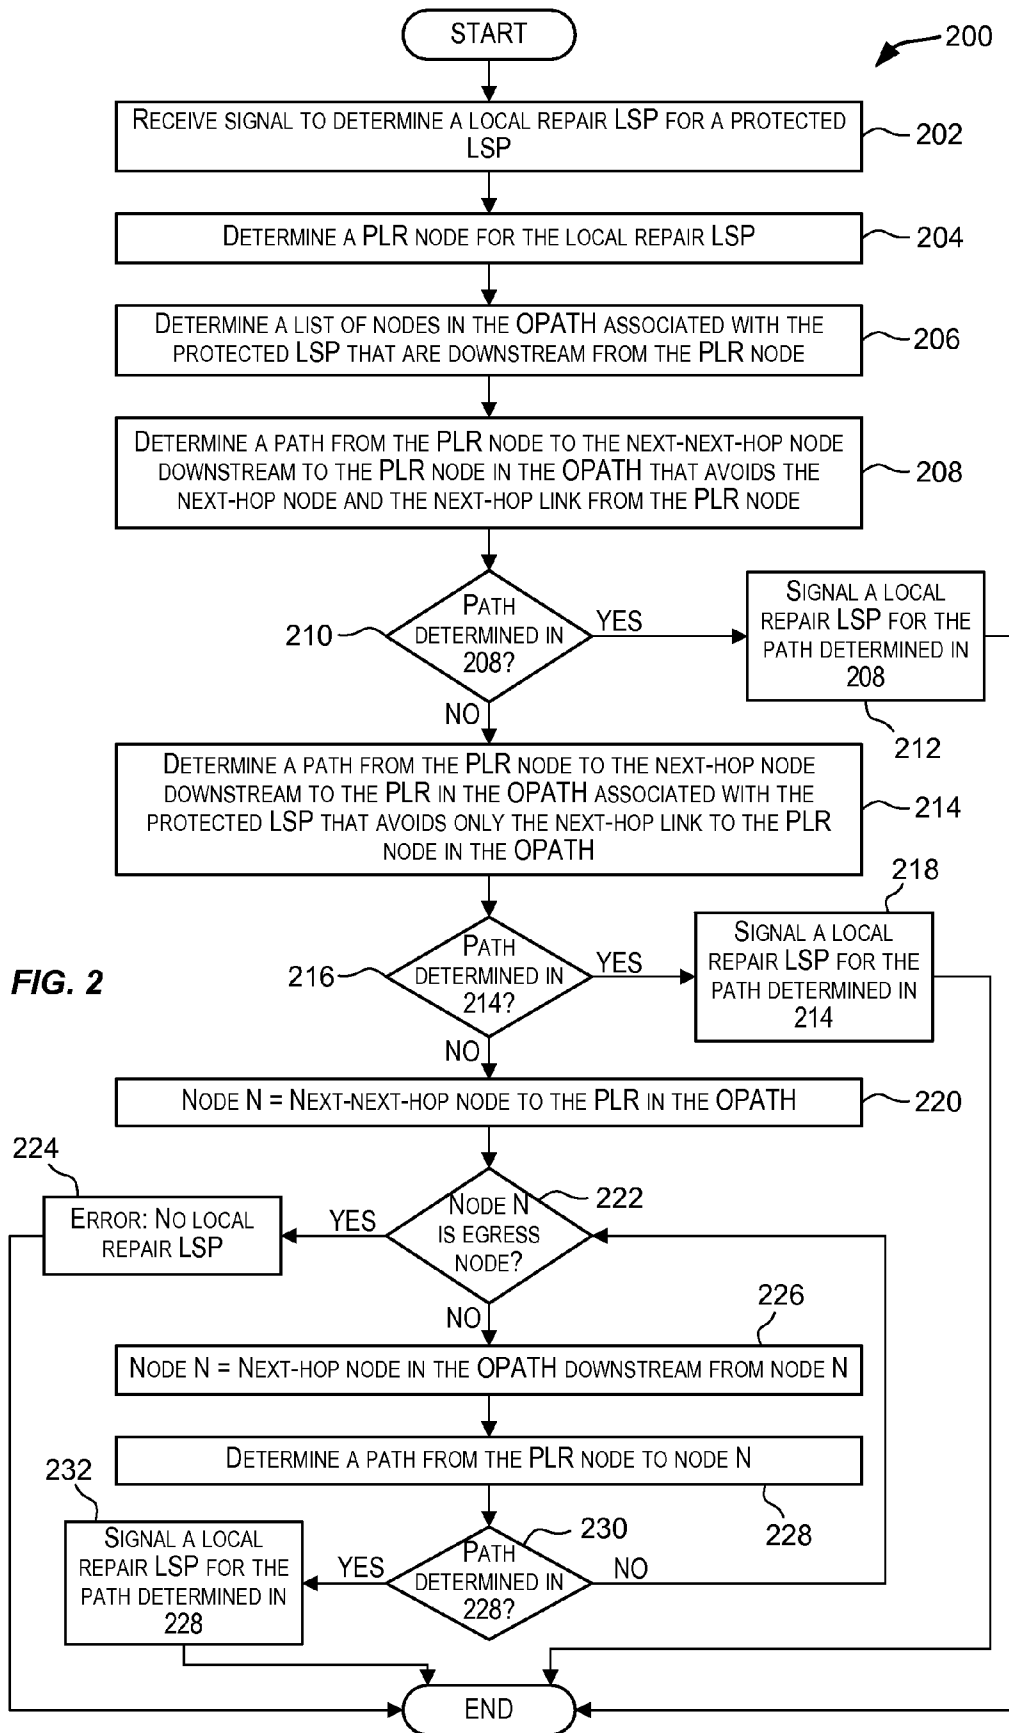 START
200
RECEIVE SIGNAL TO DETERMINE A LOCAL REPAIR LSP FOR A PROTECTED
LSP
202
DETERMINE A PLR NODE FOR THE LOCAL REPAIR LSP
204
DETERMINE A LIST OF NODES IN THE OPATH ASSOCIATED WITH THE
PROTECTED LSP THAT ARE DOWNSTREAM FROM THE PLR NODE
206
DETERMINE A PATH FROM THE PLR NODE TO THE NEXT-NEXT-HOP NODE
DOWNSTREAM TO THE PLR NODE IN THE OPATH THAT AVOIDS THE
NEXT-HOP NODE AND THE NEXT-HOP LINK FROM THE PLR NODE
208
210
PATH
DETERMINED IN
208?
YES
SIGNAL A LOCAL
REPAIR LSP FOR THE
PATH DETERMINED IN
208
212
NO
DETERMINE A PATH FROM THE PLR NODE TO THE NEXT-HOP NODE
DOWNSTREAM TO THE PLR IN THE OPATH ASSOCIATED WITH THE
PROTECTED LSP THAT AVOIDS ONLY THE NEXT-HOP LINK TO THE PLR
NODE IN THE OPATH
214
FIG. 2
216
PATH
DETERMINED IN
214?
YES
218
SIGNAL A LOCAL
REPAIR LSP FOR THE
PATH DETERMINED IN
214
NO
NODE N = NEXT-NEXT-HOP NODE TO THE PLR IN THE OPATH
220
224
ERROR: NO LOCAL
REPAIR LSP
YES
NODE N
IS EGRESS
NODE?
222
NO
226
NODE N = NEXT-HOP NODE IN THE OPATH DOWNSTREAM FROM NODE N
DETERMINE A PATH FROM THE PLR NODE TO NODE N
228
232
SIGNAL A LOCAL
REPAIR LSP FOR THE
PATH DETERMINED IN
228
YES
PATH
DETERMINED IN
228?
230
NO
END